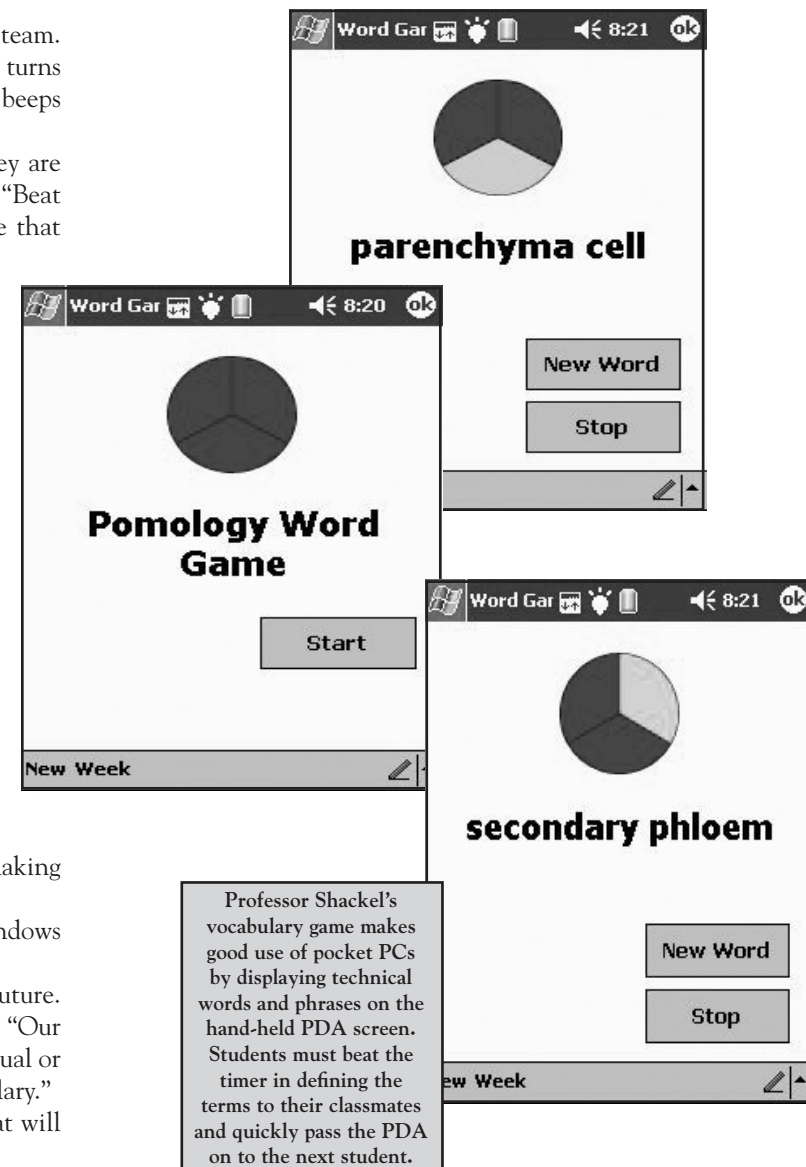 team.
turns
beeps
ey are
“Beat
e that
Word Gar 8:21 ok
parenchyma cell
New Word
Stop
Word Gar 8:20 ok
Pomology Word
Game
Start
New Week
Word Gar 8:21 ok
secondary phloem
New Word
Stop
ew Week
aking
ndows
uture.
“Our
ual or
lary.”
at will
Professor Shackel’s
vocabulary game makes
good use of pocket PCs
by displaying technical
words and phrases on the
hand-held PDA screen.
Students must beat the
timer in defining the
terms to their classmates
and quickly pass the PDA
on to the next student.